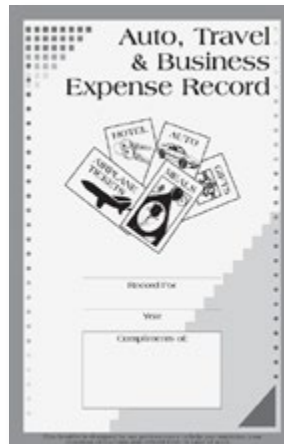 Auto, Travel
& Business
Expense Record
HOTEL
AUTO
GIFTS
AIRPLANE
TICKETS
MEALS
Record For
Year
Compliments of: